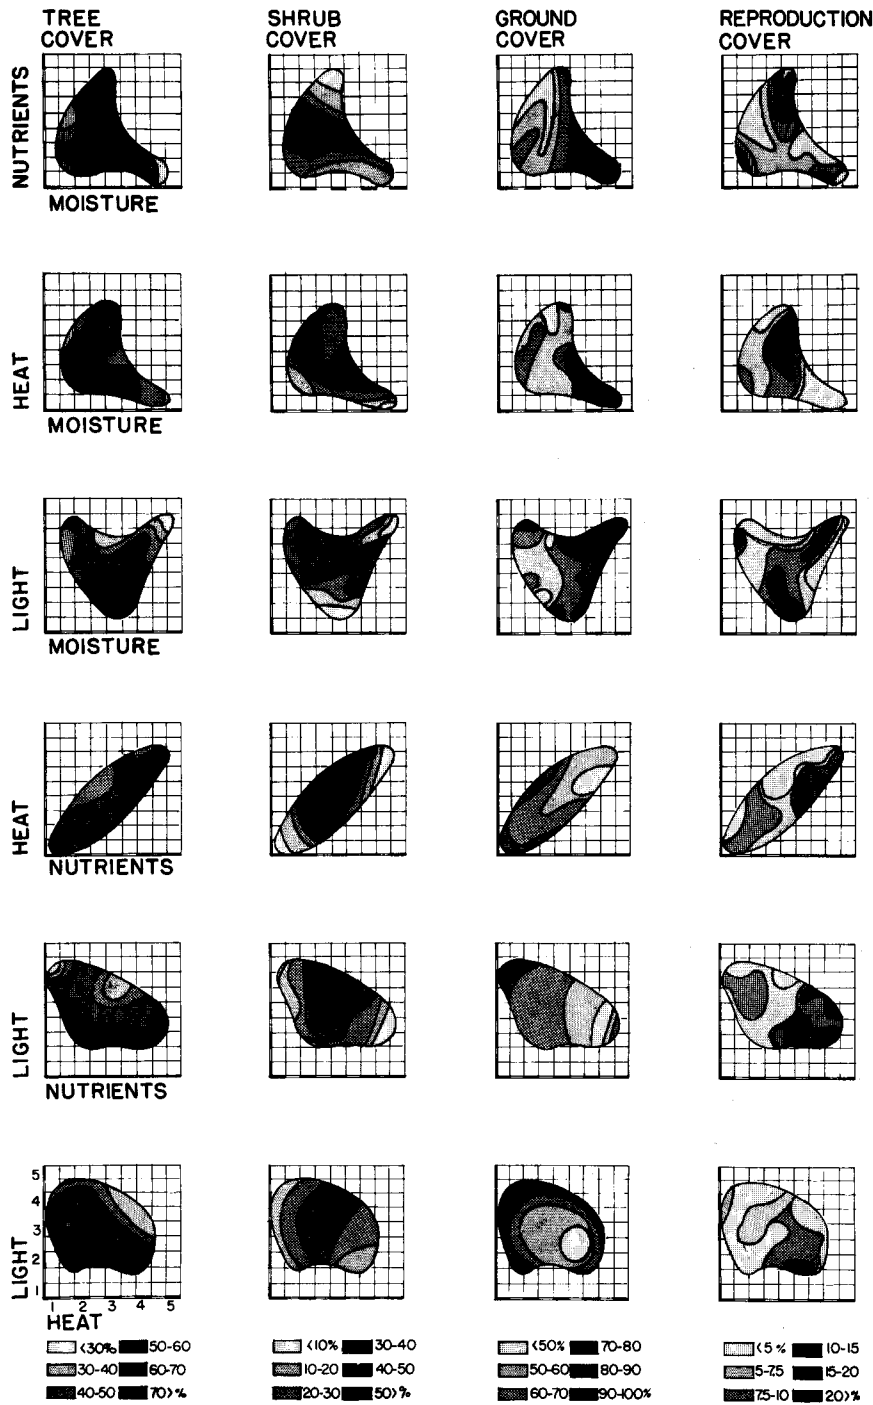 TREE COVER
SHRUB COVER
GROUND COVER
REPRODUCTION COVER
NUTRIENTS
MOISTURE
HEAT
MOISTURE
LIGHT
MOISTURE
HEAT
NUTRIENTS
LIGHT
NUTRIENTS
LIGHT
5
4
3
2
1
1 2 3 4 5
HEAT
<30% 50-60
30-40 60-70
40-50 70>%
<10% 30-40
10-20 40-50
20-30 50>%
<50% 70-80
50-60 80-90
60-70 90-100%
<5% 10-15
5-7.5 15-20
7.5-10 20>%